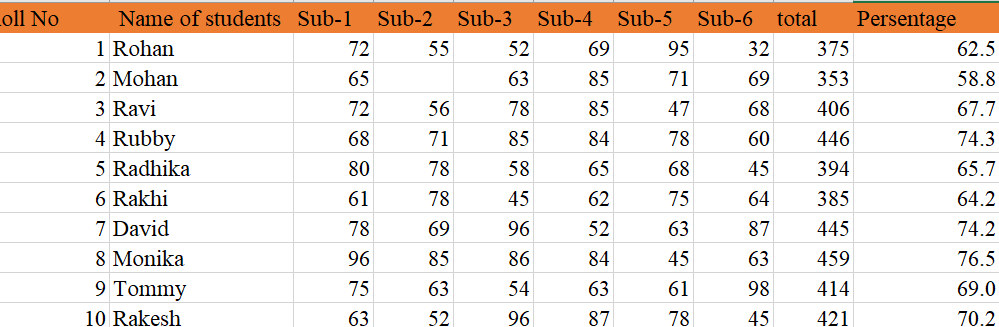 oll No Name of students Sub-1 Sub-2 Sub-3 Sub-4 Sub-5 Sub-6 total Persentage
1 Rohan 72 55 52 69 95 32 375 62.5
2 Mohan 65 63 85 71 69 353 58.8
3 Ravi 72 56 78 85 47 68 406 67.7
4 Rubby 68 71 85 84 78 60 446 74.3
5 Radhika 80 78 58 65 68 45 394 65.7
6 Rakhi 61 78 45 62 75 64 385 64.2
7 David 78 69 96 52 63 87 445 74.2
8 Monika 96 85 86 84 45 63 459 76.5
9 Tommy 75 63 54 63 61 98 414 69.0
10 Rakesh 63 52 96 87 78 45 421 70.2